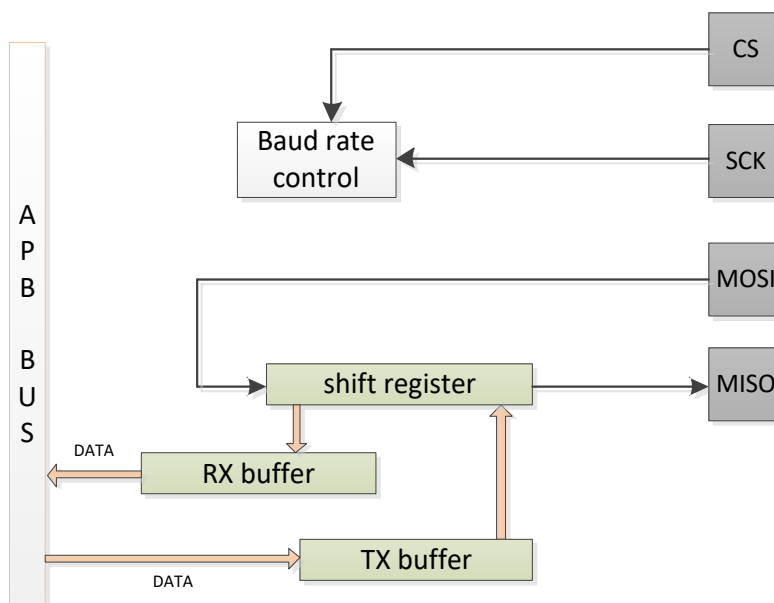 CS
Baud rate
control
SCK
A
P
B
B
U
S
MOSI
MISO
shift register
DATA
RX buffer
TX buffer
DATA